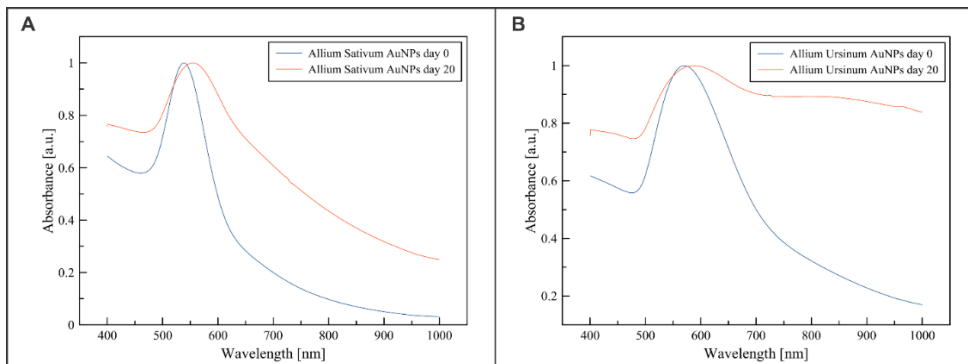 A
Allium Sativum AuNPs day 0
Allium Sativum AuNPs day 20
Absorbance [a.u.]
1
0.8
0.6
0.4
0.2
0
400 500 600 700 800 900 1000
Wavelength [nm]
B
Allium Ursinum AuNPs day 0
Allium Ursinum AuNPs day 20
Absorbance [a.u.]
1
0.8
0.6
0.4
0.2
400 500 600 700 800 900 1000
Wavelength [nm]